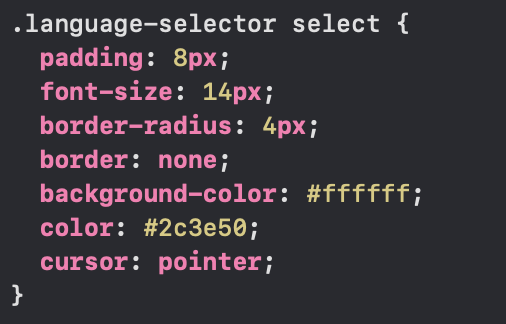 .language-selector select {
  padding: 8px;
  font-size: 14px;
  border-radius: 4px;
  border: none;
  background-color: #ffffff;
  color: #2c3e50;
  cursor: pointer;
}